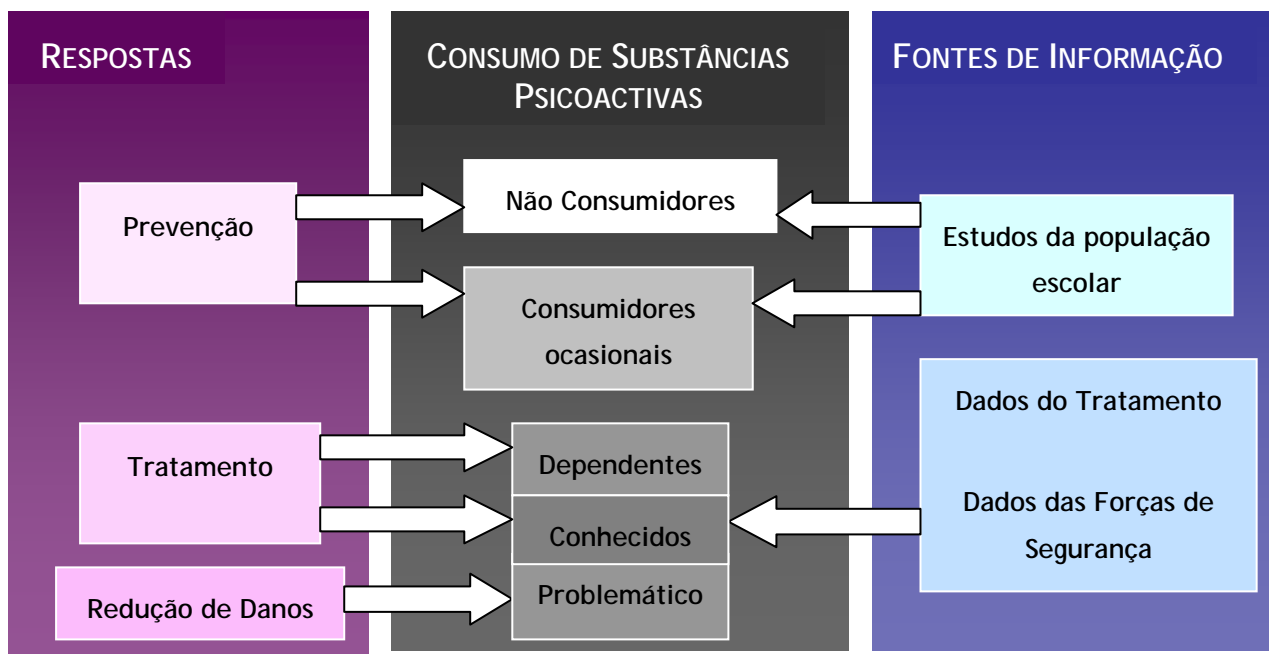 RESPOSTAS
Prevenção
Tratamento
Redução de Danos
CONSUMO DE SUBSTÂNCIAS
PSICOACTIVAS
Não Consumidores
Consumidores
ocasionais
Dependentes
Conhecidos
Problemático
FONTES DE INFORMAÇÃO
Estudos da população
escolar
Dados do Tratamento
Dados das Forças de
Segurança